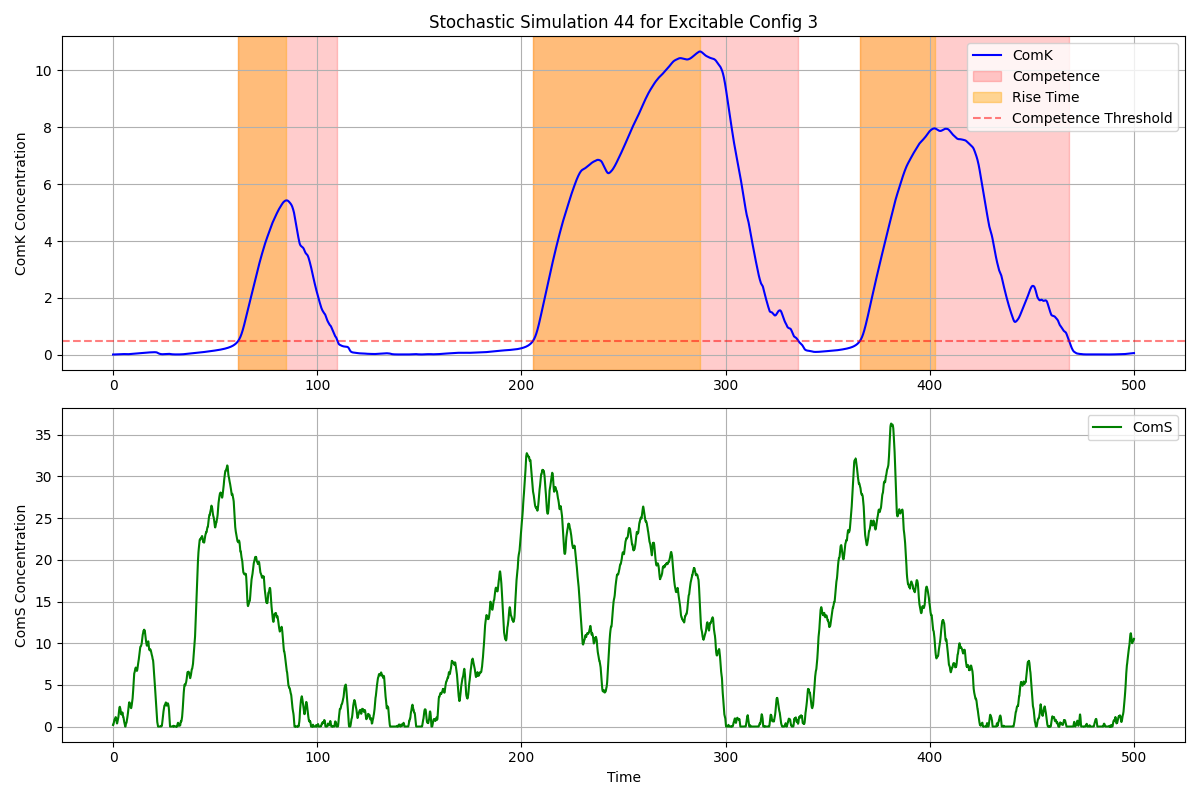 Stochastic Simulation 44 for Excitable Config 3
ComK Concentration
10
8
6
4
2
0
ComK
Competence
Rise Time
Competence Threshold
0 100 200 300 400 500
ComS Concentration
35
30
25
20
15
10
5
0
ComS
0 100 200 300 400 500
Time